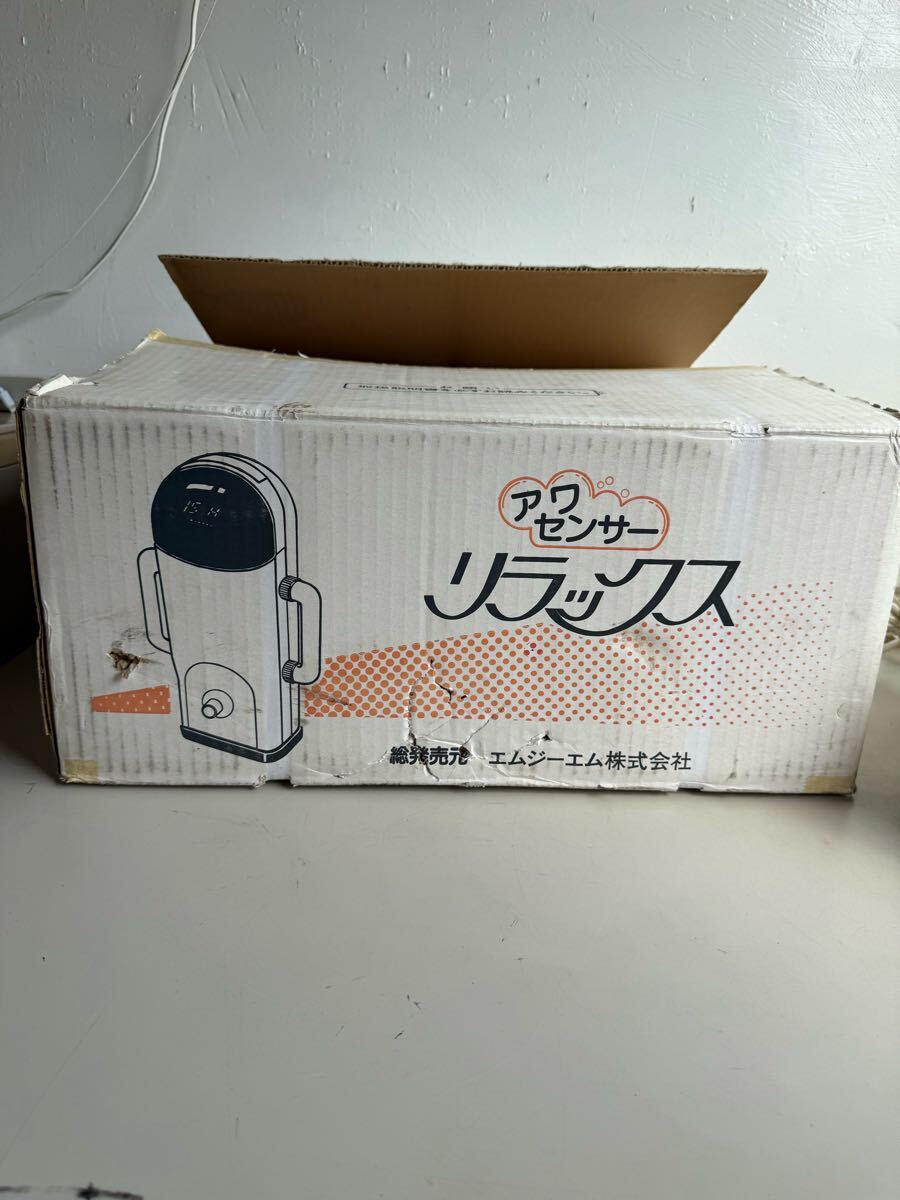 アワ
センサー
リラックス
総発売元 エムジーエム株式会社